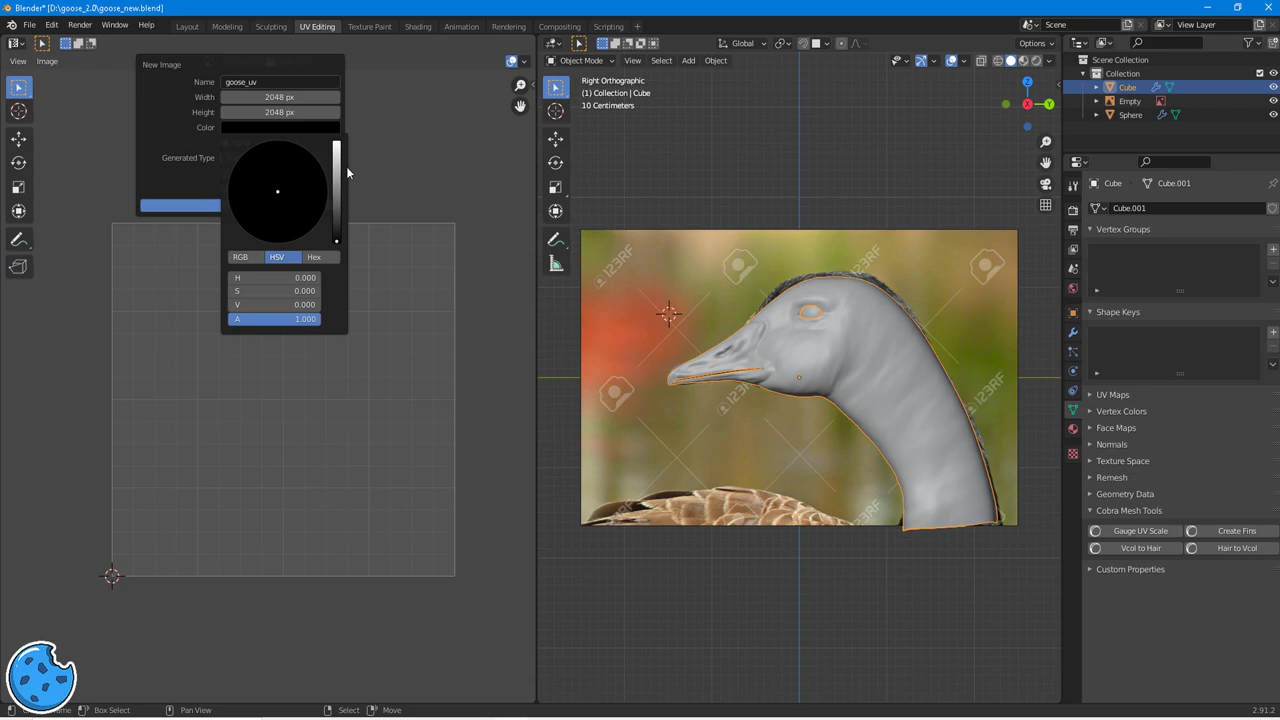 Blender* [D:\goose_2.0\goose_new.blend]
File Edit Render Window Help Layout Modeling Sculpting UV Editing Texture Paint Shading Animation Rendering Compositing Scripting Scene View Layer
View Image
New Image
Name goose_uv
Width 2048 px
Height 2048 px
Color
Generated Type
RGB HSV Hex
H 0.000
S 0.000
V 0.000
A 1.000
Global Options
Object Mode View Select Add Object
Right Orthographic
(1) Collection | Cube
10 Centimeters
Z
X
Y
123RF
123RF
123RF
123RF
123RF
Scene Collection
Collection
Cube
Empty
Sphere
Cube Cube.001
Cube.001
Vertex Groups
Shape Keys
UV Maps
Vertex Colors
Face Maps
Normals
Texture Space
Remesh
Geometry Data
Cobra Mesh Tools
Gauge UV Scale Create Fins
Vcol to Hair Hair to Vcol
Custom Properties
Box Select Pan View Select Move 2.91.2